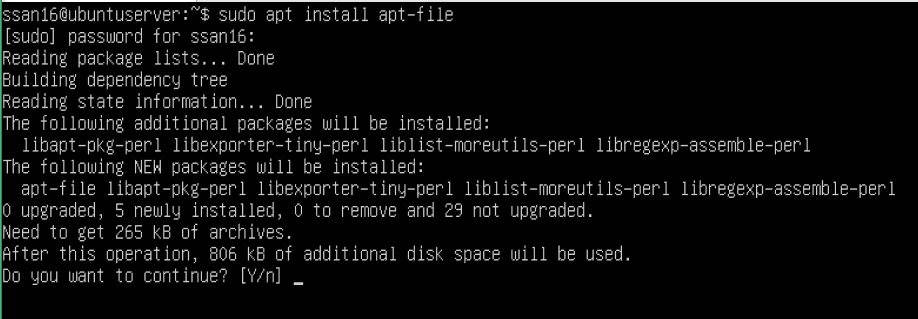 ssan16@ubuntuserver:~$ sudo apt install apt-file
[sudo] password for ssan16:
Reading package lists... Done
Building dependency tree
Reading state information... Done
The following additional packages will be installed:
  libapt-pkg-perl libexporter-tiny-perl liblist-moreutils-perl libregexp-assemble-perl
The following NEW packages will be installed:
  apt-file libapt-pkg-perl libexporter-tiny-perl liblist-moreutils-perl libregexp-assemble-perl
0 upgraded, 5 newly installed, 0 to remove and 29 not upgraded.
Need to get 265 kB of archives.
After this operation, 806 kB of additional disk space will be used.
Do you want to continue? [Y/n] _